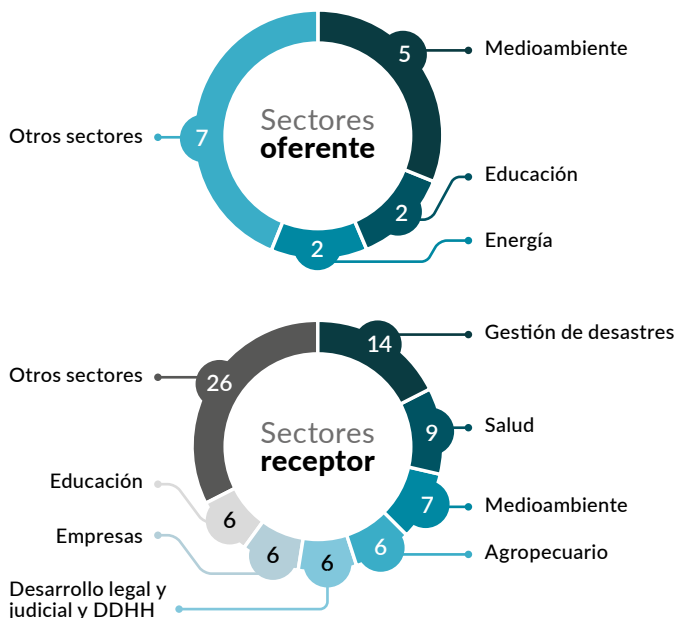 5
Medioambiente
Otros sectores
7
Sectores
oferente
2
Educación
2
Energía
14
Gestión de desastres
Otros sectores
26
Sectores
receptor
9
Salud
Educación
6
7
Medioambiente
Empresas
6
6
6
Agropecuario
Desarrollo legal y
judicial y DDHH